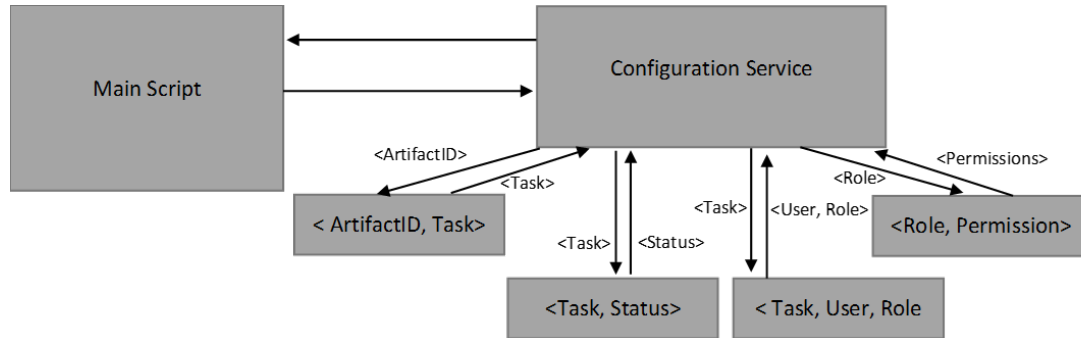 Main Script
Configuration Service
<ArtifactID>
<Task>
<Permissions>
<Role>
< ArtifactID, Task>
<Task>
<Status>
<Task>
<User, Role>
<Role, Permission>
<Task, Status>
< Task, User, Role